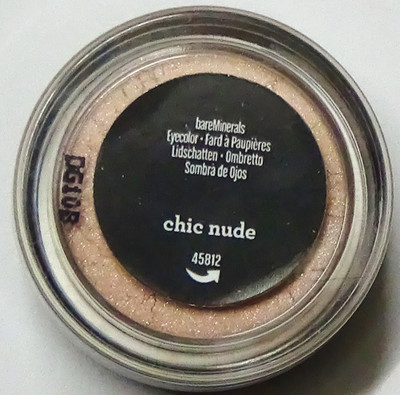 bareMinerals
Eyecolor • Fard à Paupières
Lidschatten • Ombretto
Sombra de Ojos
chic nude
45812
DG10B